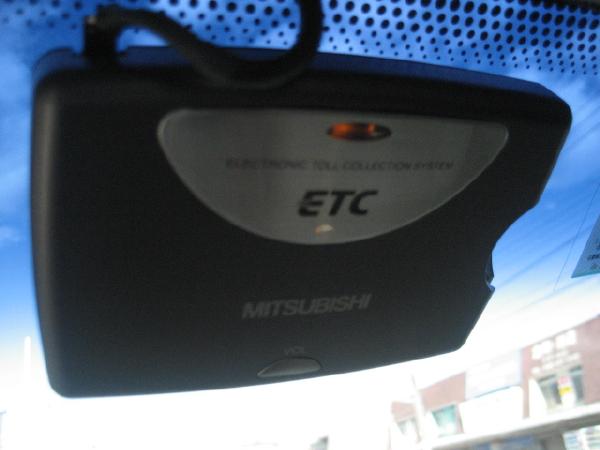 ELECTRONIC TOLL COLLECTION SYSTEM
ETC
MITSUBISHI
VOL